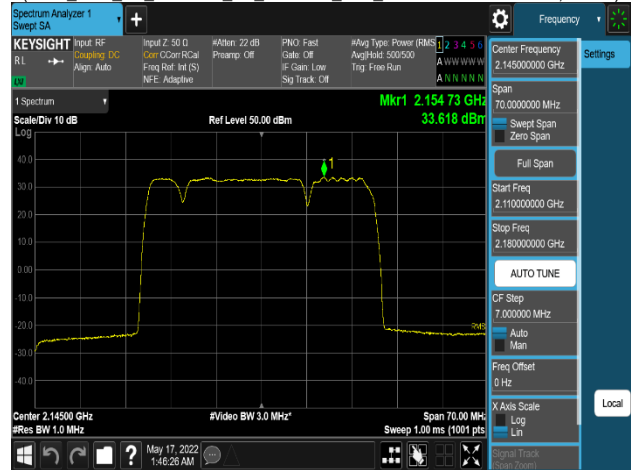 Spectrum Analyzer 1
Swept SA
Frequency
KEYSIGHT
RL
Input: RF
Coupling: DC
Align: Auto
Input Z: 50 Ω
Corr CCorr RCal
Freq Ref: Int (S)
NFE: Adaptive
#Atten: 22 dB
Preamp: Off
PNO: Fast
Gate: Off
IF Gain: Low
Sig Track: Off
#Avg Type: Power (RMS
Avg|Hold: 500/500
Trig: Free Run
1 2 3 4 5 6
A W W W W W
A N N N N N
1 Spectrum
Scale/Div 10 dB
Log
Ref Level 50.00 dBm
Mkr1 2.154 73 GHz
33.618 dBm
40.0
30.0
20.0
10.0
0.00
-10.0
-20.0
-30.0
-40.0
1
RMS
Center 2.14500 GHz
#Res BW 1.0 MHz
#Video BW 3.0 MHz*
Span 70.00 MHz
Sweep 1.00 ms (1001 pts
May 17, 2022
1:46:26 AM
?
Center Frequency
2.145000000 GHz
Span
70.0000000 MHz
Swept Span
Zero Span
Full Span
Start Freq
2.110000000 GHz
Stop Freq
2.180000000 GHz
AUTO TUNE
CF Step
7.000000 MHz
Auto
Man
Freq Offset
0 Hz
X Axis Scale
Log
Lin
Signal Track
(Span Zoom)
Settings
Local